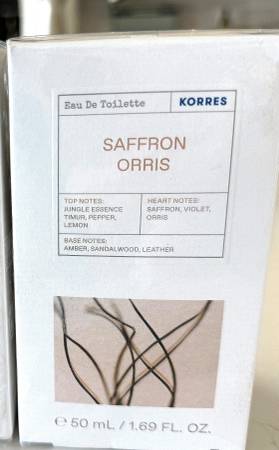 Eau De Toilette
KORRES
SAFFRON
ORRIS
TOP NOTES:
JUNGLE ESSENCE
TIMUR, PEPPER,
LEMON
HEART NOTES:
SAFFRON, VIOLET,
ORRIS
BASE NOTES:
AMBER, SANDALWOOD, LEATHER
℮ 50 mL / 1.69 FL. OZ.